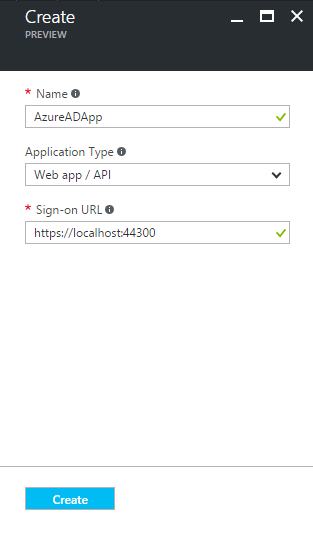 Create
PREVIEW
* Name
AzureADApp
Application Type
Web app / API
* Sign-on URL
https://localhost:44300
Create